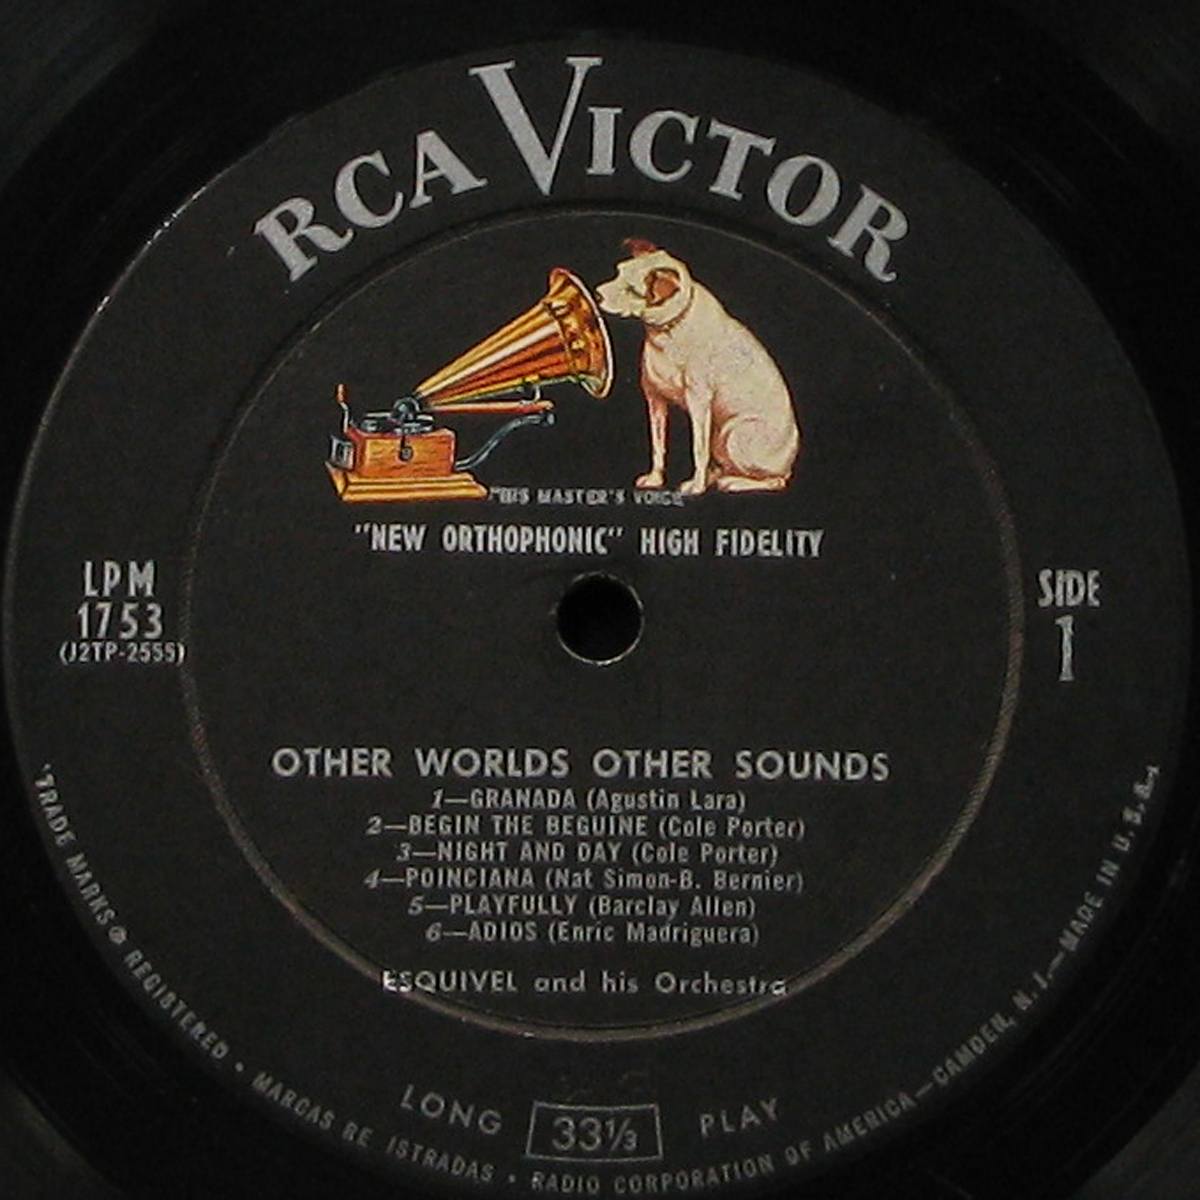 RCA VICTOR
"HIS MASTER'S VOICE"
"NEW ORTHOPHONIC" HIGH FIDELITY
LPM
1753
(J2TP-2555)
SIDE
1
OTHER WORLDS OTHER SOUNDS
1—GRANADA (Agustin Lara)
2—BEGIN THE BEGUINE (Cole Porter)
3—NIGHT AND DAY (Cole Porter)
4—POINCIANA (Nat Simon-B. Bernier)
5—PLAYFULLY (Barclay Allen)
6—ADIOS (Enric Madriguera)
ESQUIVEL and his Orchestra
LONG 33⅓ PLAY
TRADE MARKS ® REGISTERED • MARCAS RE ISTRADAS • RADIO CORPORATION OF AMERICA—CAMDEN, N. J.—MADE IN U. S. A.